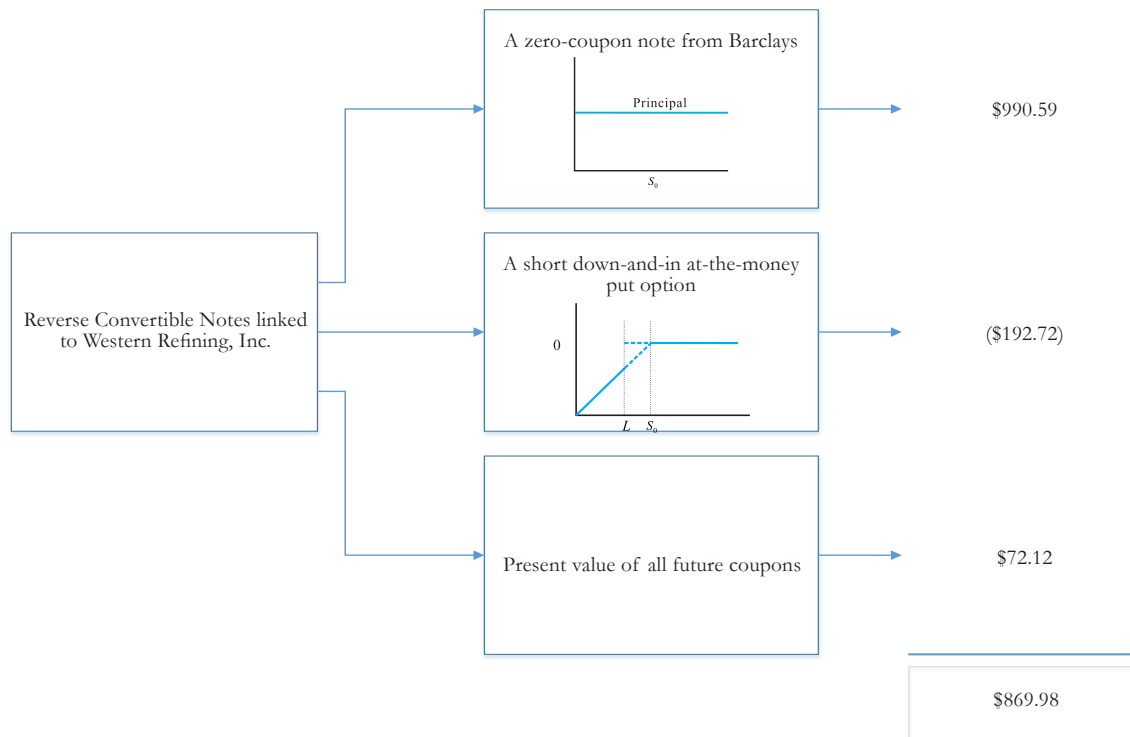 A zero-coupon note from Barclays
Principal
S₀
$990.59
Reverse Convertible Notes linked
to Western Refining, Inc.
A short down-and-in at-the-money
put option
0
L S₀
($192.72)
Present value of all future coupons
$72.12
$869.98